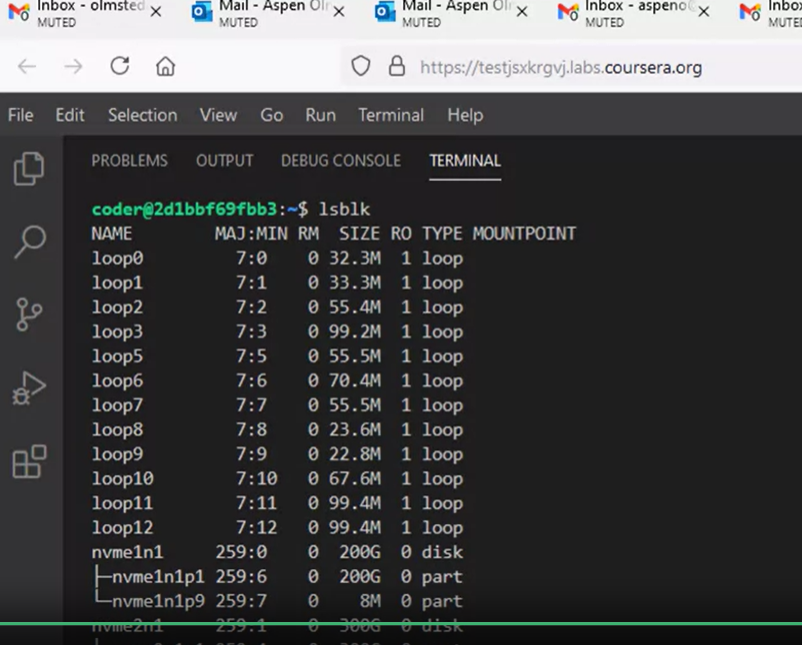 Inbox - olmsted
MUTED
Mail - Aspen Olr
MUTED
Mail - Aspen Olr
MUTED
Inbox - aspeno
MUTED
Inbox
MUTED
https://testjsxkrgvj.labs.coursera.org
File Edit Selection View Go Run Terminal Help
PROBLEMS OUTPUT DEBUG CONSOLE TERMINAL
coder@2d1bbf69fbb3:~$ lsblk
NAME MAJ:MIN RM SIZE RO TYPE MOUNTPOINT
loop0 7:0 0 32.3M 1 loop
loop1 7:1 0 33.3M 1 loop
loop2 7:2 0 55.4M 1 loop
loop3 7:3 0 99.2M 1 loop
loop5 7:5 0 55.5M 1 loop
loop6 7:6 0 70.4M 1 loop
loop7 7:7 0 55.5M 1 loop
loop8 7:8 0 23.6M 1 loop
loop9 7:9 0 22.8M 1 loop
loop10 7:10 0 67.6M 1 loop
loop11 7:11 0 99.4M 1 loop
loop12 7:12 0 99.4M 1 loop
nvme1n1 259:0 0 200G 0 disk
├─nvme1n1p1 259:6 0 200G 0 part
└─nvme1n1p9 259:7 0 8M 0 part
nvme2n1 259:1 0 300G 0 disk